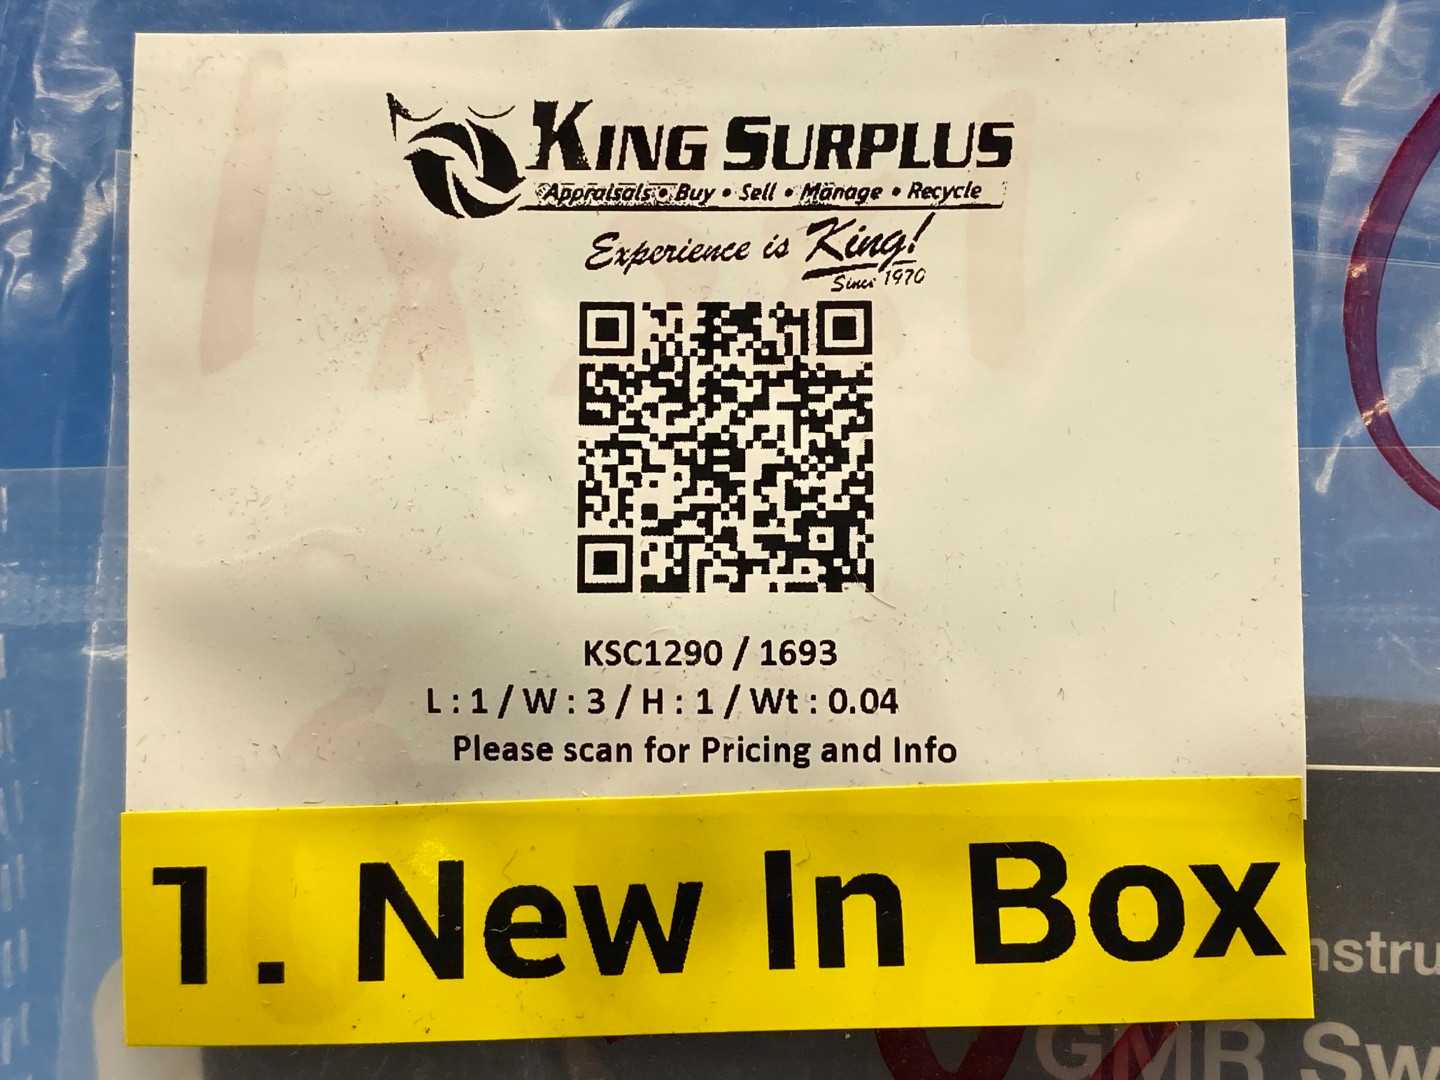 KING SURPLUS
Appraisals • Buy • Sell • Manage • Recycle
Experience is King!
Since 1970
KSC1290 / 1693
L : 1 / W : 3 / H : 1 / Wt : 0.04
Please scan for Pricing and Info
1. New In Box
nstru
GMR Sw